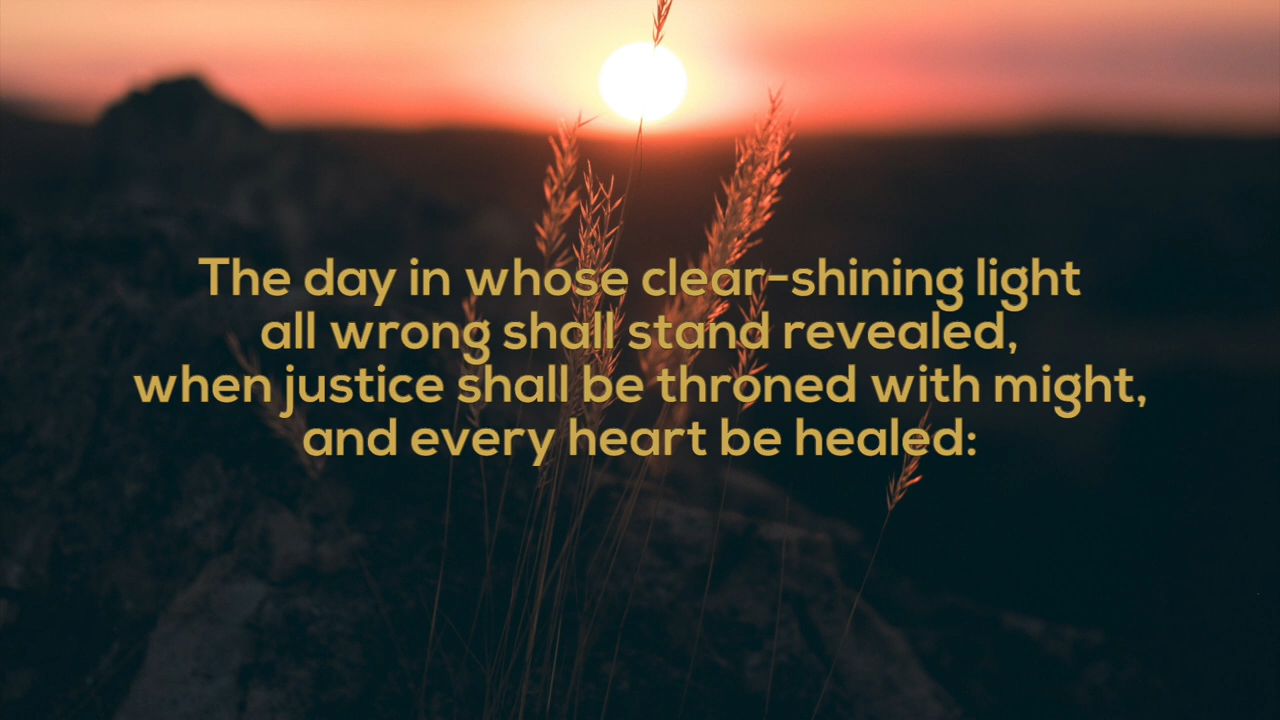 The day in whose clear-shining light
all wrong shall stand revealed,
when justice shall be throned with might,
and every heart be healed: